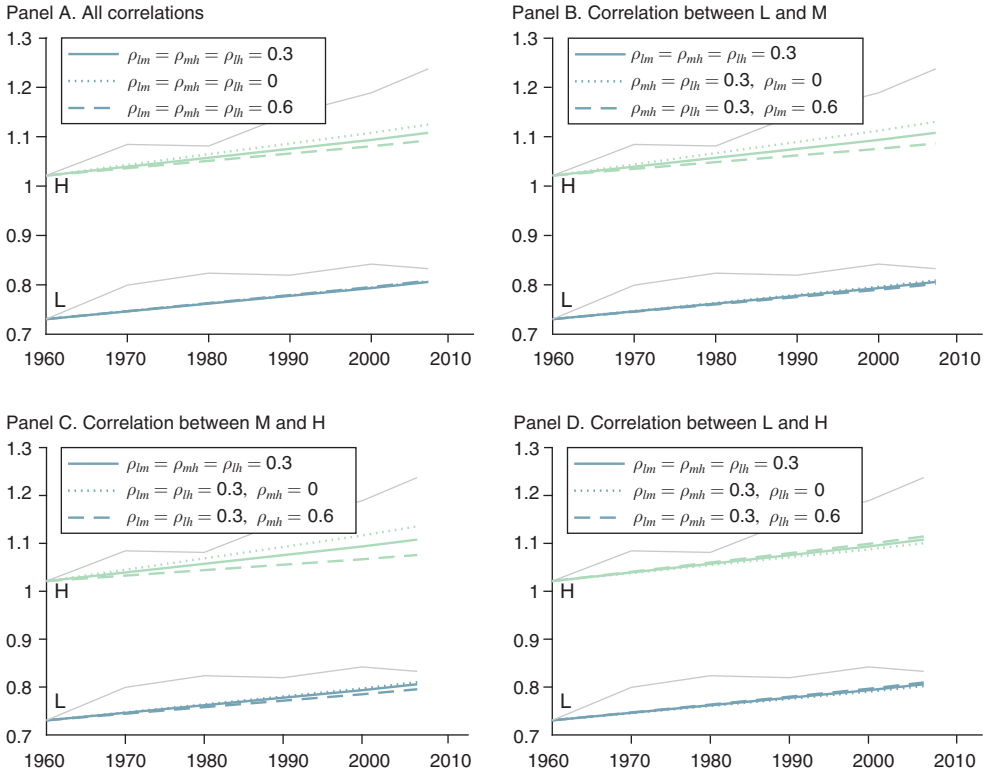 Panel A. All correlations
1.3
1.2
1.1
1
0.9
0.8
0.7
ρlm = ρmh = ρlh = 0.3
ρlm = ρmh = ρlh = 0
ρlm = ρmh = ρlh = 0.6
H
L
1960 1970 1980 1990 2000 2010
Panel B. Correlation between L and M
1.3
1.2
1.1
1
0.9
0.8
0.7
ρlm = ρmh = ρlh = 0.3
ρmh = ρlh = 0.3, ρlm = 0
ρmh = ρlh = 0.3, ρlm = 0.6
H
L
1960 1970 1980 1990 2000 2010
Panel C. Correlation between M and H
1.3
1.2
1.1
1
0.9
0.8
0.7
ρlm = ρmh = ρlh = 0.3
ρlm = ρlh = 0.3, ρmh = 0
ρlm = ρlh = 0.3, ρmh = 0.6
H
L
1960 1970 1980 1990 2000 2010
Panel D. Correlation between L and H
1.3
1.2
1.1
1
0.9
0.8
0.7
ρlm = ρmh = ρlh = 0.3
ρlm = ρmh = 0.3, ρlh = 0
ρlm = ρmh = 0.3, ρlh = 0.6
H
L
1960 1970 1980 1990 2000 2010